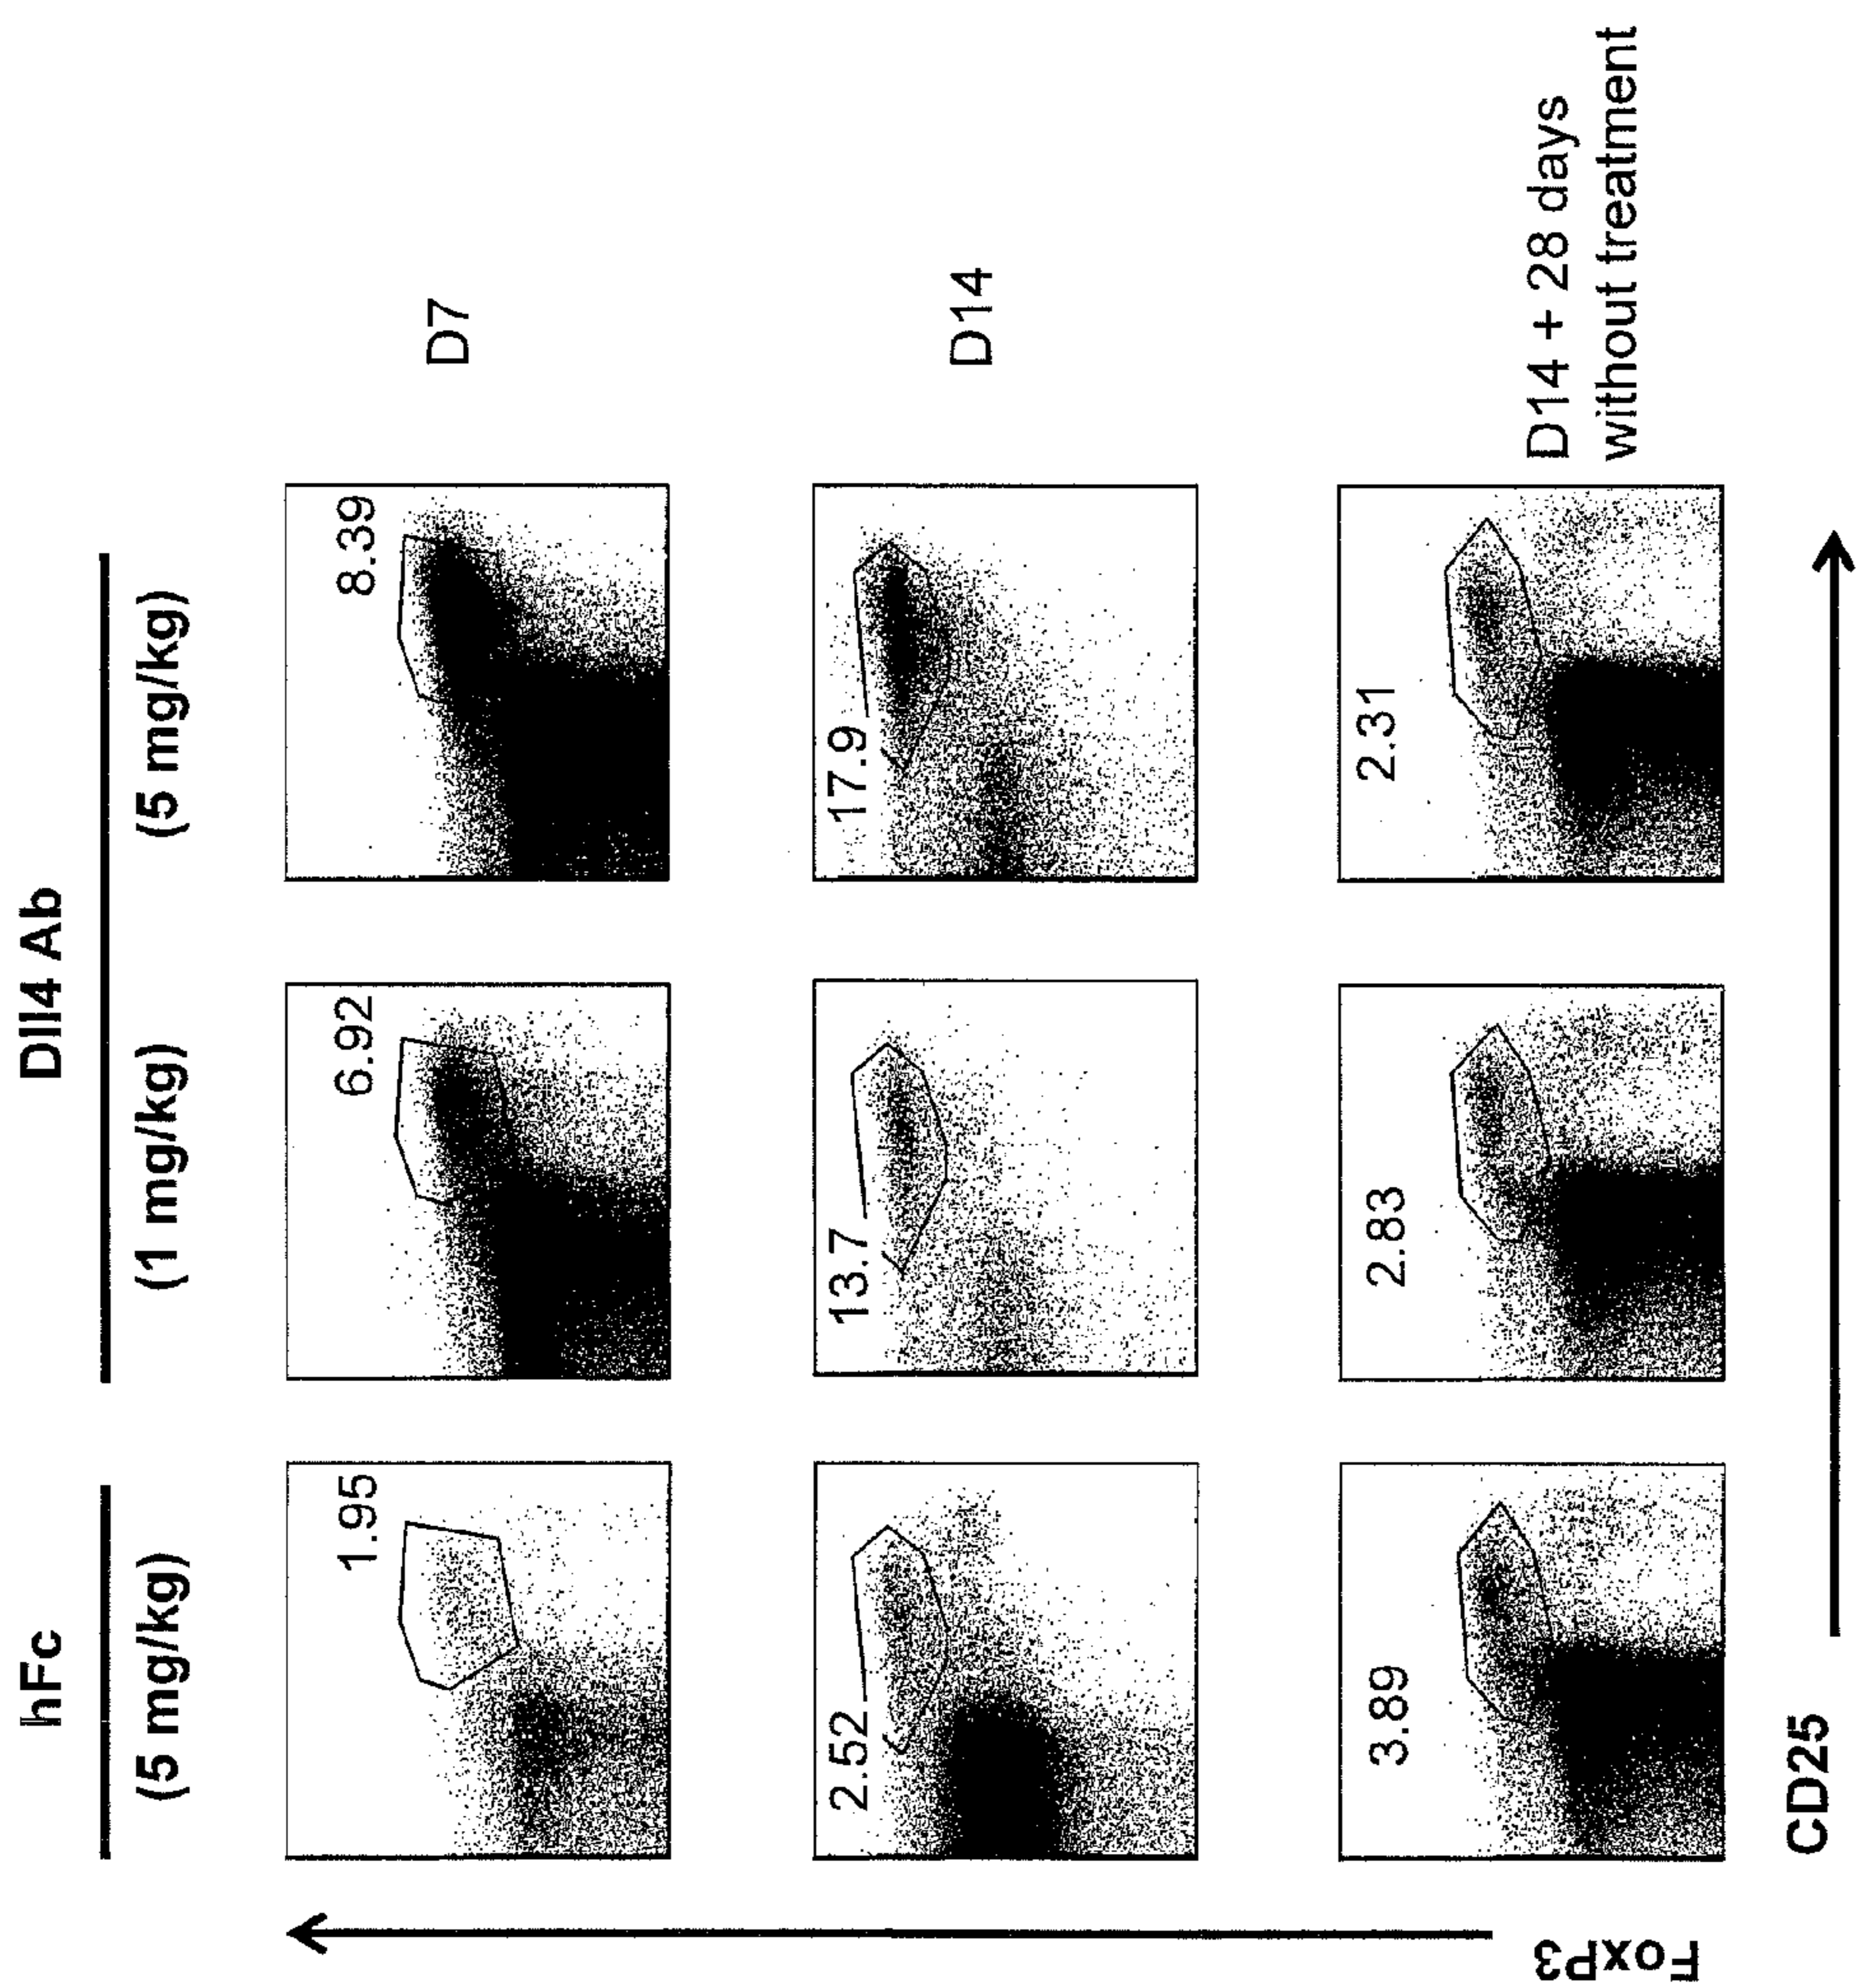 hFc
Dll4 Ab
(5 mg/kg)
(1 mg/kg)
(5 mg/kg)
1.95
6.92
8.39
D7
2.52
13.7
17.9
D14
3.89
2.83
2.31
D14 + 28 days
without treatment
FoxP3
CD25